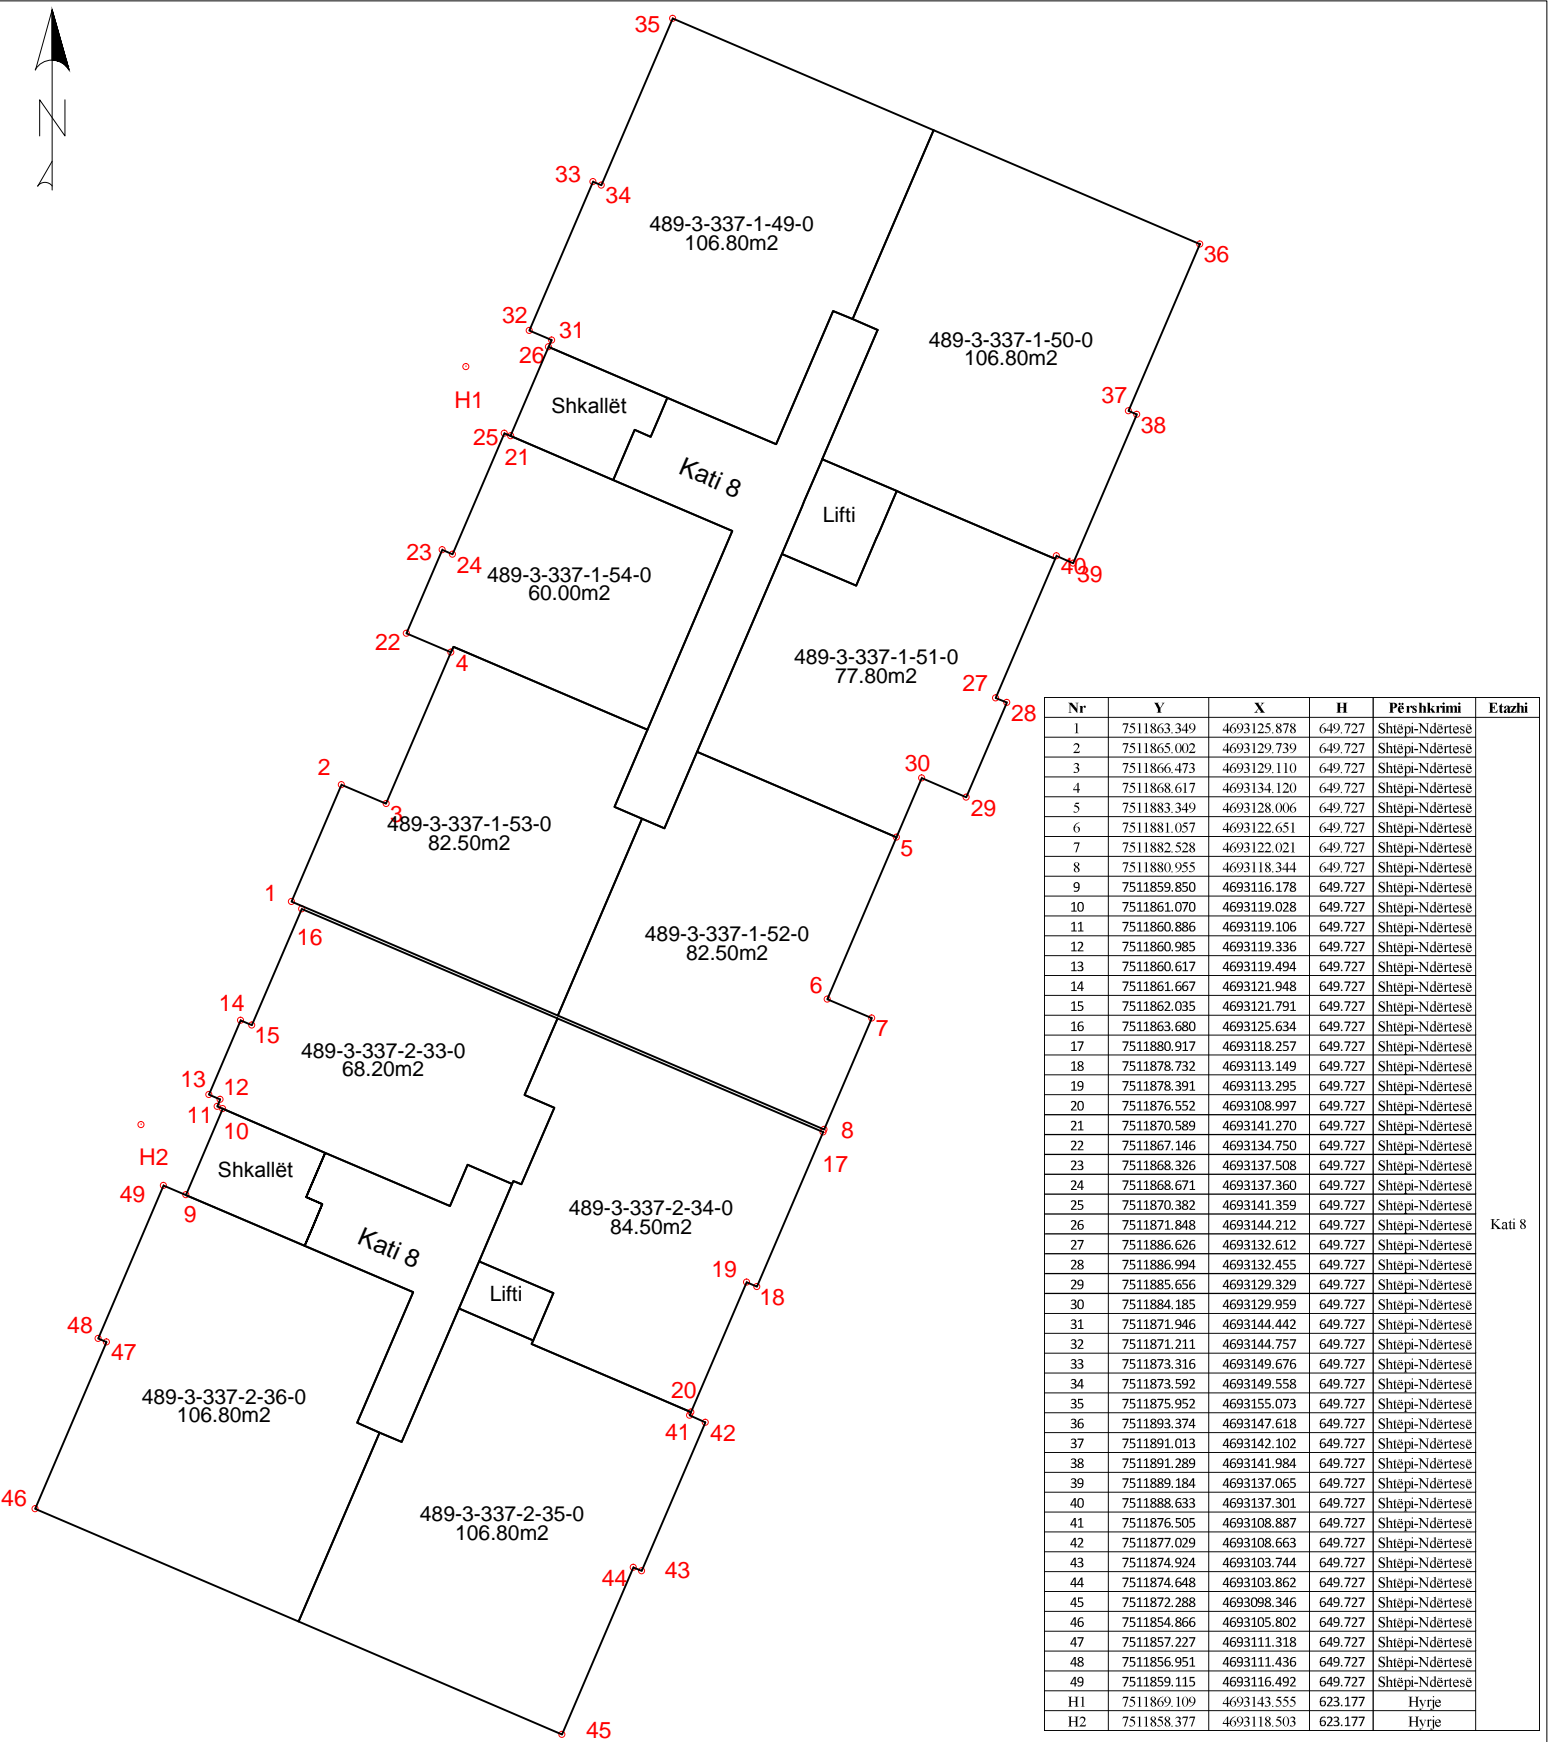 N
35
33
34
489-3-337-1-49-0
106.80m2
36
32
31
26
489-3-337-1-50-0
106.80m2
H1
Shkallët
37
38
25
21
Kati 8
Lifti
23
24
489-3-337-1-54-0
60.00m2
40
39
22
4
489-3-337-1-51-0
77.80m2
27
28
2
3
30
29
489-3-337-1-53-0
82.50m2
5
1
16
489-3-337-1-52-0
82.50m2
6
7
14
15
489-3-337-2-33-0
68.20m2
13
12
11
10
8
17
H2
Shkallët
49
9
489-3-337-2-34-0
84.50m2
Kati 8
19
18
Lifti
48
47
20
41
42
489-3-337-2-36-0
106.80m2
46
489-3-337-2-35-0
106.80m2
44
43
45
Nr Y X H Përshkrimi Etazhi
1 7511863.349 4693125.878 649.727 Shtëpi-Ndërtesë
2 7511865.002 4693129.739 649.727 Shtëpi-Ndërtesë
3 7511866.473 4693129.110 649.727 Shtëpi-Ndërtesë
4 7511868.617 4693134.120 649.727 Shtëpi-Ndërtesë
5 7511883.349 4693128.006 649.727 Shtëpi-Ndërtesë
6 7511881.057 4693122.651 649.727 Shtëpi-Ndërtesë
7 7511882.528 4693122.021 649.727 Shtëpi-Ndërtesë
8 7511880.955 4693118.344 649.727 Shtëpi-Ndërtesë
9 7511859.850 4693116.178 649.727 Shtëpi-Ndërtesë
10 7511861.070 4693119.028 649.727 Shtëpi-Ndërtesë
11 7511860.886 4693119.106 649.727 Shtëpi-Ndërtesë
12 7511860.985 4693119.336 649.727 Shtëpi-Ndërtesë
13 7511860.617 4693119.494 649.727 Shtëpi-Ndërtesë
14 7511861.667 4693121.948 649.727 Shtëpi-Ndërtesë
15 7511862.035 4693121.791 649.727 Shtëpi-Ndërtesë
16 7511863.680 4693125.634 649.727 Shtëpi-Ndërtesë
17 7511880.917 4693118.257 649.727 Shtëpi-Ndërtesë
18 7511878.732 4693113.149 649.727 Shtëpi-Ndërtesë
19 7511878.391 4693113.295 649.727 Shtëpi-Ndërtesë
20 7511876.552 4693108.997 649.727 Shtëpi-Ndërtesë
21 7511870.589 4693141.270 649.727 Shtëpi-Ndërtesë
22 7511867.146 4693134.750 649.727 Shtëpi-Ndërtesë
23 7511868.326 4693137.508 649.727 Shtëpi-Ndërtesë
24 7511868.671 4693137.360 649.727 Shtëpi-Ndërtesë
25 7511870.382 4693141.359 649.727 Shtëpi-Ndërtesë
26 7511871.848 4693144.212 649.727 Shtëpi-Ndërtesë Kati 8
27 7511886.626 4693132.612 649.727 Shtëpi-Ndërtesë
28 7511886.994 4693132.455 649.727 Shtëpi-Ndërtesë
29 7511885.656 4693129.329 649.727 Shtëpi-Ndërtesë
30 7511884.185 4693129.959 649.727 Shtëpi-Ndërtesë
31 7511871.946 4693144.442 649.727 Shtëpi-Ndërtesë
32 7511871.211 4693144.757 649.727 Shtëpi-Ndërtesë
33 7511873.316 4693149.676 649.727 Shtëpi-Ndërtesë
34 7511873.592 4693149.558 649.727 Shtëpi-Ndërtesë
35 7511875.952 4693155.073 649.727 Shtëpi-Ndërtesë
36 7511893.374 4693147.618 649.727 Shtëpi-Ndërtesë
37 7511891.013 4693142.102 649.727 Shtëpi-Ndërtesë
38 7511891.289 4693141.984 649.727 Shtëpi-Ndërtesë
39 7511889.184 4693137.065 649.727 Shtëpi-Ndërtesë
40 7511888.633 4693137.301 649.727 Shtëpi-Ndërtesë
41 7511876.505 4693108.887 649.727 Shtëpi-Ndërtesë
42 7511877.029 4693108.663 649.727 Shtëpi-Ndërtesë
43 7511874.924 4693103.744 649.727 Shtëpi-Ndërtesë
44 7511874.648 4693103.862 649.727 Shtëpi-Ndërtesë
45 7511872.288 4693098.346 649.727 Shtëpi-Ndërtesë
46 7511854.866 4693105.802 649.727 Shtëpi-Ndërtesë
47 7511857.227 4693111.318 649.727 Shtëpi-Ndërtesë
48 7511856.951 4693111.436 649.727 Shtëpi-Ndërtesë
49 7511859.115 4693116.492 649.727 Shtëpi-Ndërtesë
H1 7511869.109 4693143.555 623.177 Hyrje
H2 7511858.377 4693118.503 623.177 Hyrje